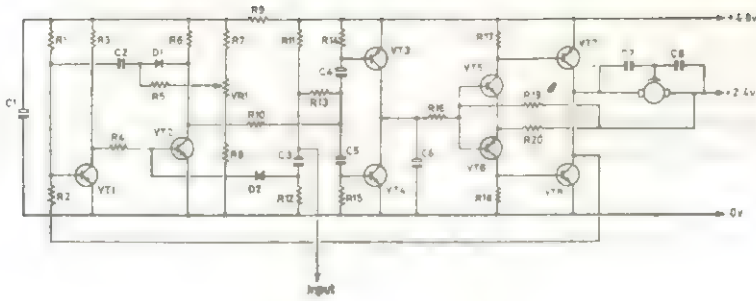 R9
+4.8v
R1
R3
R6
R7
R11
R14
R17
VT3
VT7
C2
D1
C4
VT5
C7
C8
R5
VR1
R13
R19
+2.4v
C1
R4
VT2
R10
R16
R20
R8
C3
C5
C6
VT6
R2
VT1
D2
R12
R15
VT4
R18
VT8
0v
Input